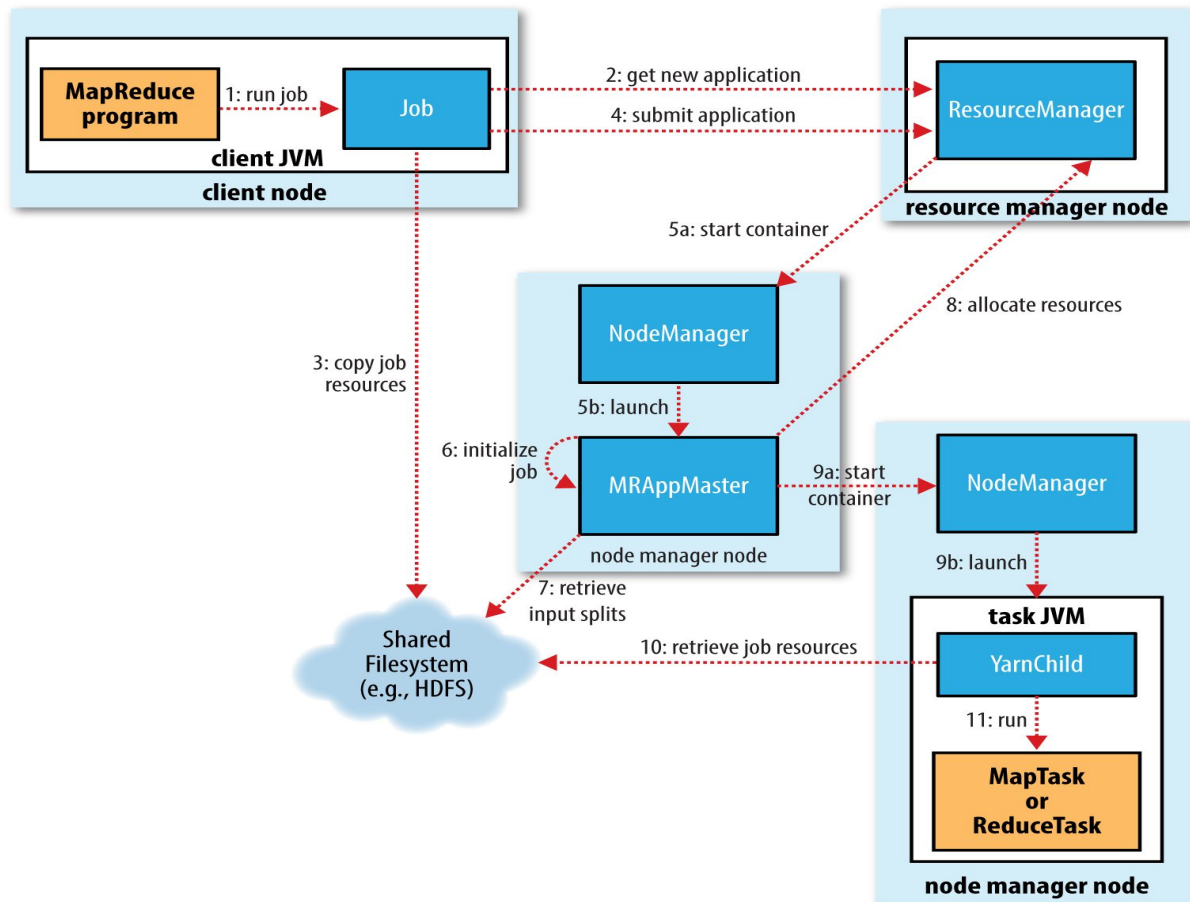 MapReduce
program
1: run job
Job
client JVM
client node
2: get new application
4: submit application
ResourceManager
resource manager node
5a: start container
8: allocate resources
3: copy job
resources
NodeManager
5b: launch
6: initialize
job
MRAppMaster
node manager node
9a: start
container
NodeManager
9b: launch
7: retrieve
input splits
Shared
Filesystem
(e.g., HDFS)
10: retrieve job resources
task JVM
YarnChild
11: run
MapTask
or
ReduceTask
node manager node